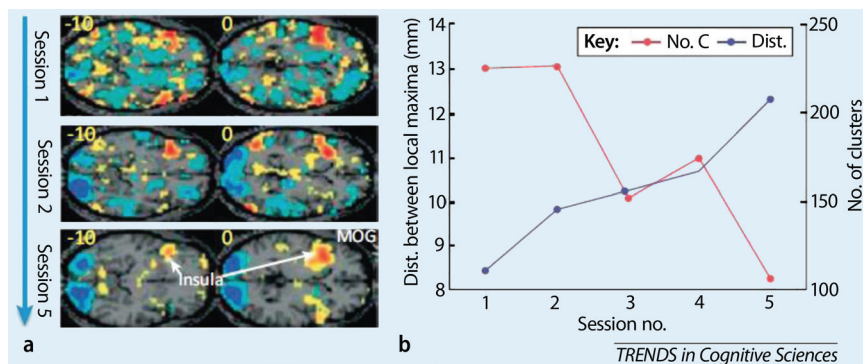 Session 1
-10
0
Session 2
-10
0
Session 5
-10
0
MOG
Insula
a
Dist. between local maxima (mm)
14
13
12
11
10
9
8
Key: No. C Dist.
250
200
150
100
No. of clusters
1 2 3 4 5
Session no.
b
TRENDS in Cognitive Sciences